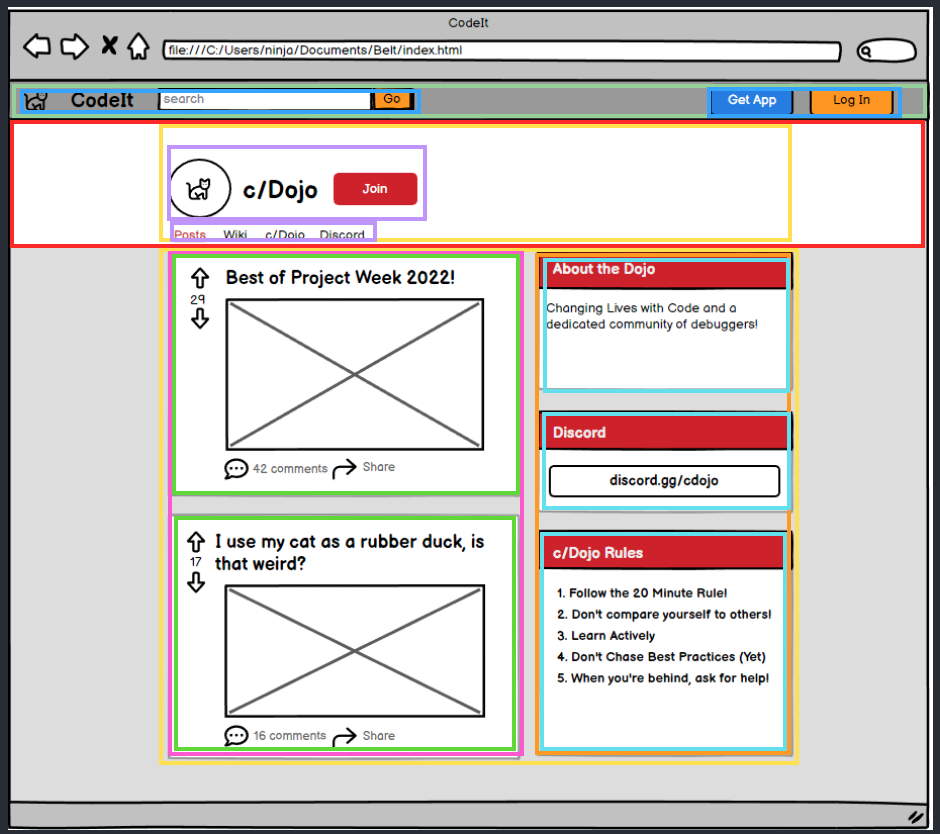 CodeIt
file:///C:/Users/ninja/Documents/Belt/index.html
CodeIt
search
Go
Get App
Log In
c/Dojo
Join
Posts Wiki c/Dojo Discord
Best of Project Week 2022!
29
42 comments
Share
I use my cat as a rubber duck, is
that weird?
17
16 comments
Share
About the Dojo
Changing Lives with Code and a
dedicated community of debuggers!
Discord
discord.gg/cdojo
c/Dojo Rules
1. Follow the 20 Minute Rule!
2. Don't compare yourself to others!
3. Learn Actively
4. Don't Chase Best Practices (Yet)
5. When you're behind, ask for help!